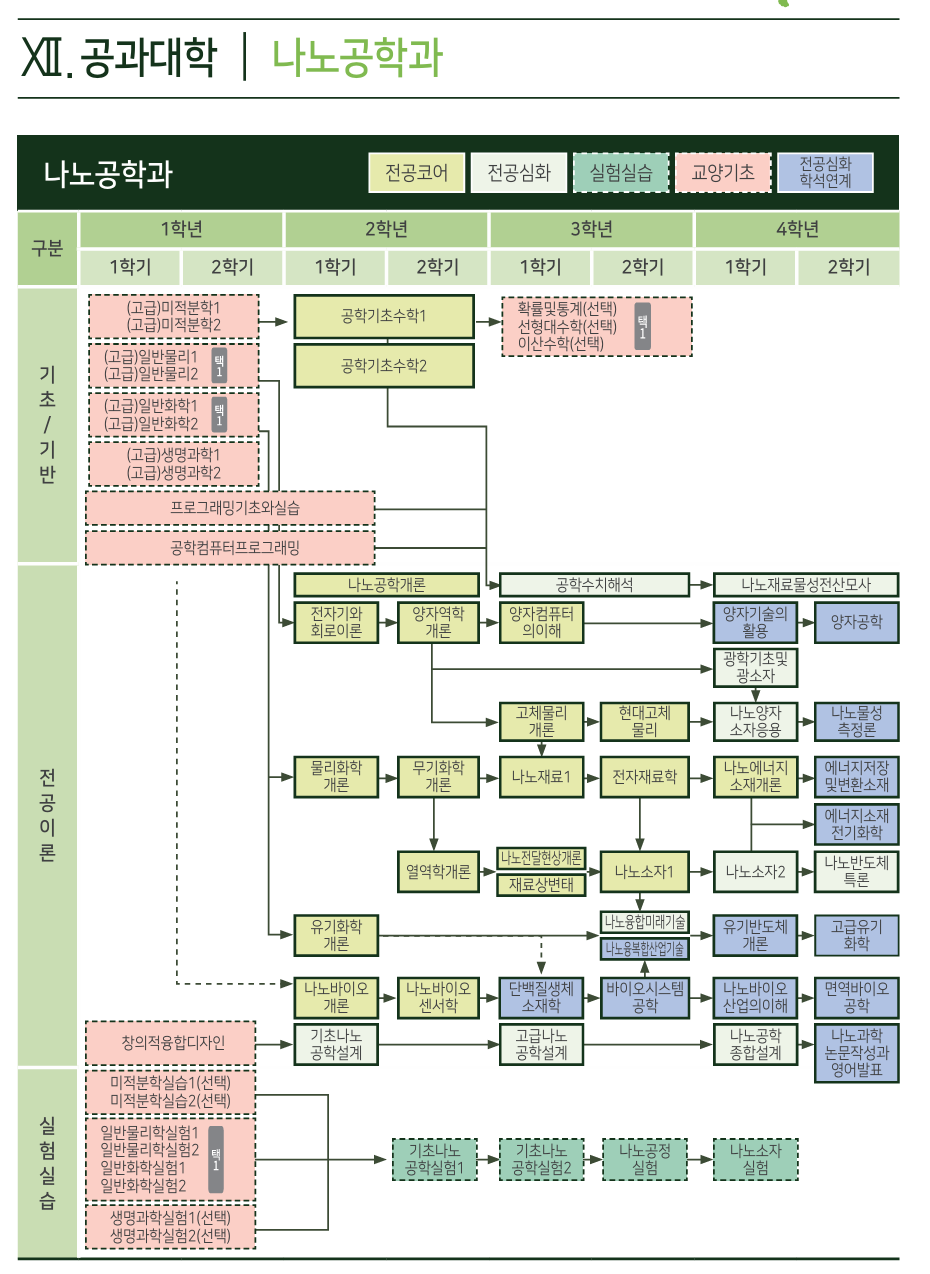 Ⅻ. 공과대학 | 나노공학과
나노공학과
전공코어
전공심화
실험실습
교양기초
전공심화
학석연계
구분
1학년
2학년
3학년
4학년
1학기
2학기
1학기
2학기
1학기
2학기
1학기
2학기
기초/기반
(고급)미적분학1
(고급)미적분학2
공학기초수학1
확률및통계(선택)
선형대수학(선택)
이산수학(선택)
택1
(고급)일반물리1
(고급)일반물리2
택1
공학기초수학2
(고급)일반화학1
(고급)일반화학2
택1
(고급)생명과학1
(고급)생명과학2
프로그래밍기초와실습
공학컴퓨터프로그래밍
전공이론
나노공학개론
공학수치해석
나노재료물성전산모사
전자기와
회로이론
양자역학
개론
양자컴퓨터
의이해
양자기술의
활용
양자공학
광학기초및
광소자
고체물리
개론
현대고체
물리
나노양자
소자응용
나노물성
측정론
물리화학
개론
무기화학
개론
나노재료1
전자재료학
나노에너지
소재개론
에너지저장
및변환소재
에너지소재
전기화학
열역학개론
나노전달현상개론
재료상변태
나노소자1
나노소자2
나노반도체
특론
유기화학
개론
나노융합미래기술
나노융복합산업기술
유기반도체
개론
고급유기
화학
나노바이오
개론
나노바이오
센서학
단백질생체
소재학
바이오시스템
공학
나노바이오
산업의이해
면역바이오
공학
창의적융합디자인
기초나노
공학설계
고급나노
공학설계
나노공학
종합설계
나노과학
논문작성과
영어발표
실험실습
미적분학실습1(선택)
미적분학실습2(선택)
일반물리학실험1
일반물리학실험2
일반화학실험1
일반화학실험2
택1
기초나노
공학실험1
기초나노
공학실험2
나노공정
실험
나노소자
실험
생명과학실험1(선택)
생명과학실험2(선택)